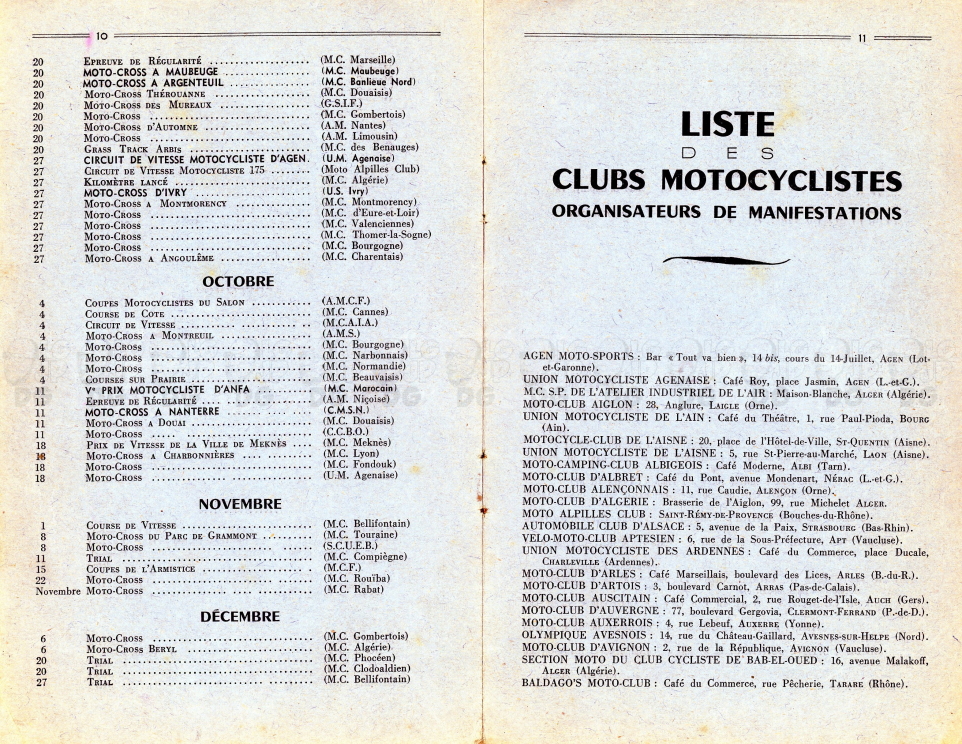 10
20 Epreuve de Régularité .................... (M.C. Marseille)
20 MOTO-CROSS A MAUBEUGE ................. (M.C. Maubeuge)
20 MOTO-CROSS A ARGENTEUIL ................ (M.C. Banlieue Nord)
20 Moto-Cross Thérouanne .................... (M.C. Douaisis)
20 Moto-Cross des Mureaux .................. (G.S.I.F.)
20 Moto-Cross ................................ (M.C. Gombertois)
20 Moto-Cross d'Automne .................... (A.M. Nantes)
20 Moto-Cross ................................ (A.M. Limousin)
20 Grass Track Arbis ........................ (M.C. des Benauges)
27 CIRCUIT DE VITESSE MOTOCYCLISTE D'AGEN. (U.M. Agenaise)
27 Circuit de Vitesse Motocycliste 175 ........ (Moto Alpilles Club)
27 Kilomètre lancé .......................... (M.C. Algérie)
27 MOTO-CROSS D'IVRY ...................... (U.S. Ivry)
27 Moto-Cross a Montmorency ............... (M.C. Montmorency)
27 Moto-Cross ................................ (M.C. d'Eure-et-Loir)
27 Moto-Cross ................................ (M.C. Valenciennes)
27 Moto-Cross ................................ (M.C. Thomer-la-Sogne)
27 Moto-Cross ................................ (M.C. Bourgogne)
27 Moto-Cross a Angoulême .................. (M.C. Charentais)
OCTOBRE
4 Coupes Motocyclistes du Salon ............ (A.M.C.F.)
4 Course de Cote ............................ (M.C. Cannes)
4 Circuit de Vitesse .......................... (M.C.A.I.A.)
4 Moto-Cross a Montreuil ................... (A.M.S.)
4 Moto-Cross ................................ (M.C. Bourgogne)
4 Moto-Cross ................................ (M.C. Narbonnais)
4 Moto-Cross ................................ (M.C. Normandie)
4 Courses sur Prairie ........................ (M.C. Beauvaisis)
11 Ve PRIX MOTOCYCLISTE D'ANFA ............ (M.C. Marocain)
11 Epreuve de Régularité .................... (A.M. Niçoise)
11 MOTO-CROSS A NANTERRE ................ (C.M.S.N.)
11 Moto-Cross a Douai ....................... (M.C. Douaisis)
11 Moto-Cross ................................ (C.C.B.O.)
18 Prix de Vitesse de la Ville de Meknès .... (M.C. Meknès)
18 Moto-Cross a Charbonnières .............. (M.C. Lyon)
18 Moto-Cross ................................ (M.C. Fondouk)
18 Moto-Cross ................................ (U.M. Agenaise)
NOVEMBRE
1 Course de Vitesse ......................... (M.C. Bellifontain)
8 Moto-Cross du Parc de Grammont .......... (M.C. Touraine)
8 Moto-Cross ................................ (S.C.U.E.B.)
11 Trial ...................................... (M.C. Compiègne)
15 Coupes de l'Armistice ..................... (M.C.F.)
22 Moto-Cross ................................ (M.C. Rouïba)
Novembre Moto-Cross ................................ (M.C. Rabat)
DÉCEMBRE
6 Moto-Cross ................................ (M.C. Gombertois)
6 Moto-Cross Beryl ......................... (M.C. Algérie)
20 Trial ...................................... (M.C. Phocéen)
20 Trial ...................................... (M.C. Clodoaldien)
27 Trial ...................................... (M.C. Bellifontain)
11
LISTE
DES
CLUBS MOTOCYCLISTES
ORGANISATEURS DE MANIFESTATIONS
AGEN MOTO-SPORTS : Bar « Tout va bien », 14 bis, cours du 14-Juillet, Agen (Lot-
et-Garonne).
UNION MOTOCYCLISTE AGENAISE : Café Roy, place Jasmin, Agen (L.-et-G.).
M.C. S.P. DE L'ATELIER INDUSTRIEL DE L'AIR : Maison-Blanche, Alger (Algérie).
MOTO-CLUB AIGLON : 28, Anglure, Laigle (Orne).
UNION MOTOCYCLISTE DE L'AIN : Café du Théâtre, 1, rue Paul-Pioda, Bourg
(Ain).
MOTOCYCLE-CLUB DE L'AISNE : 20, place de l'Hôtel-de-Ville, St-Quentin (Aisne).
UNION MOTOCYCLISTE DE L'AISNE : 5, rue St-Pierre-au-Marché, Laon (Aisne).
MOTO-CAMPING-CLUB ALBIGEOIS : Café Moderne, Albi (Tarn).
MOTO-CLUB D'ALBRET : Café du Pont, avenue Mondenart, Nérac (L.-et-G.).
MOTO-CLUB ALENÇONNAIS : 11, rue Caudie, Alençon (Orne).
MOTO-CLUB D'ALGERIE : Brasserie de l'Aiglon, 99, rue Michelet Alger.
MOTO ALPILLES CLUB : Saint-Rémy-de-Provence (Bouches-du-Rhône).
AUTOMOBILE CLUB D'ALSACE : 5, avenue de la Paix, Strasbourg (Bas-Rhin).
VELO-MOTO-CLUB APTESIEN : 6, rue de la Sous-Préfecture, Apt (Vaucluse).
UNION MOTOCYCLISTE DES ARDENNES : Café du Commerce, place Ducale,
Charleville (Ardennes).
MOTO-CLUB D'ARLES : Café Marseillais, boulevard des Lices, Arles (B.-du-R.).
MOTO-CLUB D'ARTOIS : 3, boulevard Carnot, Arras (Pas-de-Calais).
MOTO-CLUB AUSCITAIN : Café Commercial, 2, rue Rouget-de-l'Isle, Auch (Gers).
MOTO-CLUB D'AUVERGNE : 77, boulevard Gergovia, Clermont-Ferrand (P.-de-D.).
MOTO-CLUB AUXERROIS : 4, rue Lebeuf, Auxerre (Yonne).
OLYMPIQUE AVESNOIS : 14, rue du Château-Gaillard, Avesnes-sur-Helpe (Nord).
MOTO-CLUB D'AVIGNON : 2, rue de la République, Avignon (Vaucluse).
SECTION MOTO DU CLUB CYCLISTE DE BAB-EL-OUED : 16, avenue Malakoff,
Alger (Algérie).
BALDAGO'S MOTO-CLUB : Café du Commerce, rue Pêcherie, Tarare (Rhône).